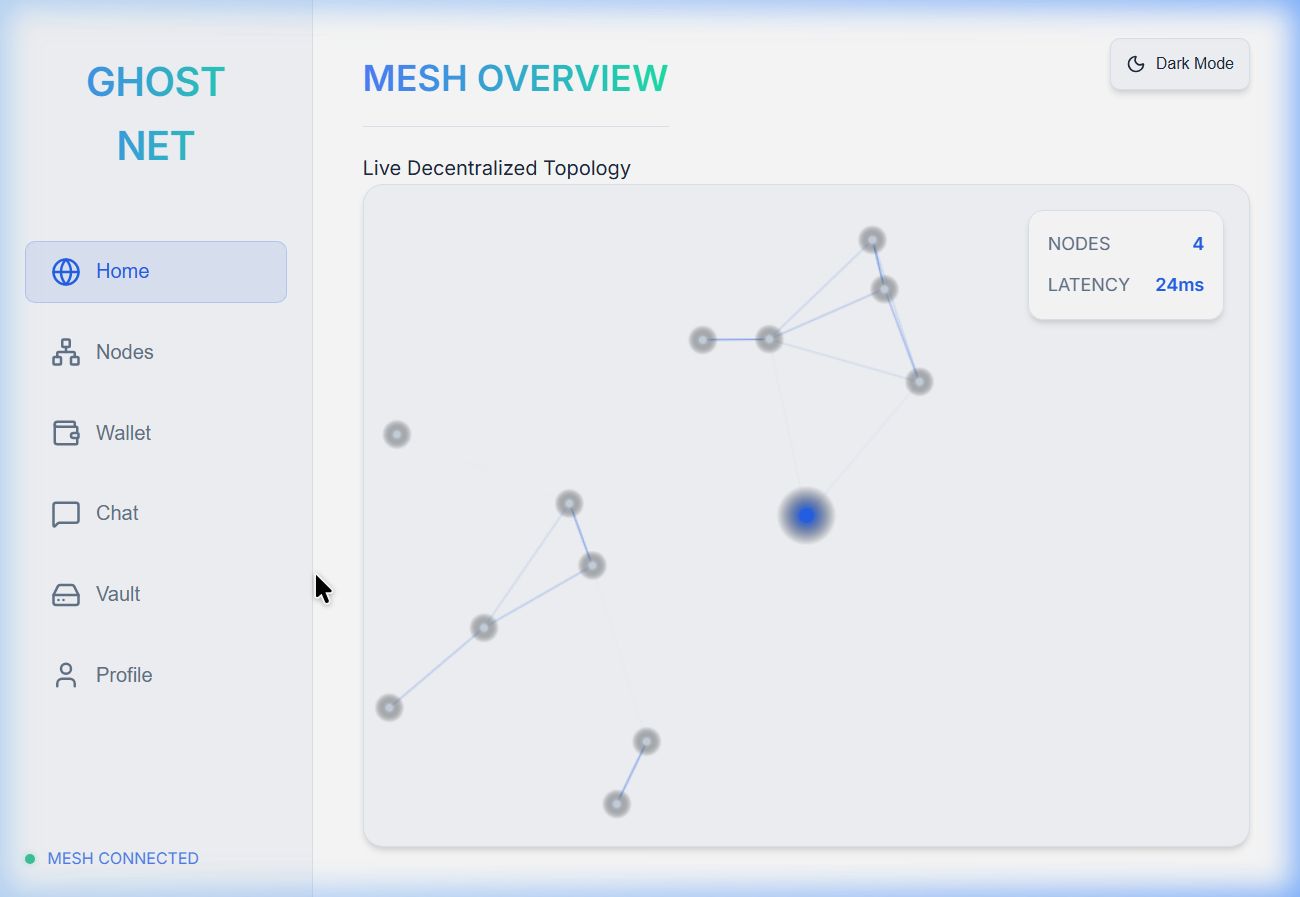 GHOST
NET
Home
Nodes
Wallet
Chat
Vault
Profile
MESH CONNECTED
MESH OVERVIEW
Dark Mode
Live Decentralized Topology
NODES 4
LATENCY 24ms